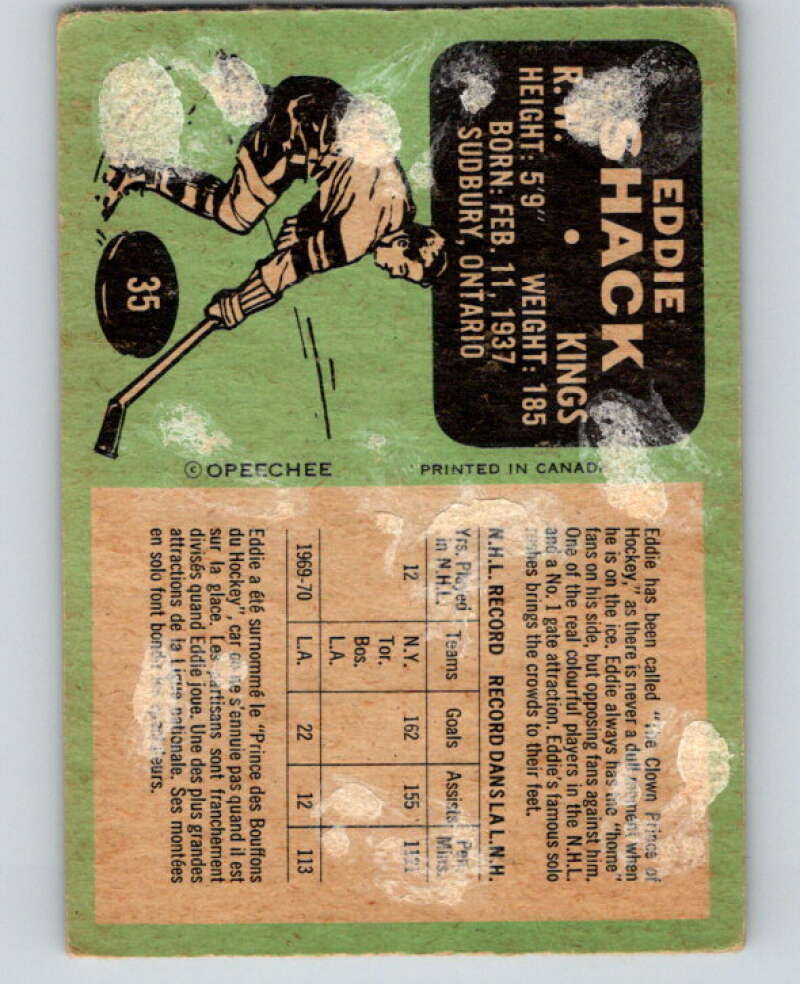 EDDIE
SHACK
R.W. • KINGS
HEIGHT: 5'9" WEIGHT: 185
BORN: FEB. 11, 1937
SUDBURY, ONTARIO
35
© OPEECHEE PRINTED IN CANADA
Eddie has been called "The Clown Prince of
Hockey," as there is never a dull moment when
he is on the ice. Eddie always has the "home"
fans on his side, but opposing fans against him.
One of the real colourful players in the N.H.L.
and a No. 1 gate attraction. Eddie's famous solo
rushes brings the crowds to their feet.
N.H.L. RECORD RECORD DANS LA L.N.H.
Yrs. Played in N.H.L. Teams Goals Assists Pen. Mins.
12 N.Y. 162 155
Tor.
Bos.
L.A.
1969-70 L.A. 22 12 113
Eddie a été surnommé le "Prince des Bouffons
du Hockey", car on ne s'ennuie pas quand il est
sur la glace. Les partisans sont franchement
divisés quand Eddie joue. Une des plus grandes
attractions de la Ligue nationale. Ses montées
en solo font bondir les